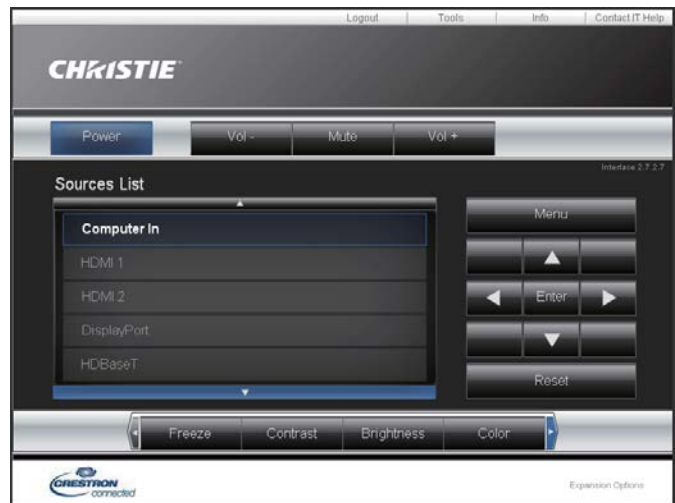 Logout Tools Info Contact IT Help
CHRISTIE
Power Vol - Mute Vol +
Interface 2.7.2.7
Sources List
Computer In
HDMI 1
HDMI 2
DisplayPort
HDBaseT
Menu
Enter
Reset
Freeze Contrast Brightness Color
CRESTRON
connected
Expansion Options